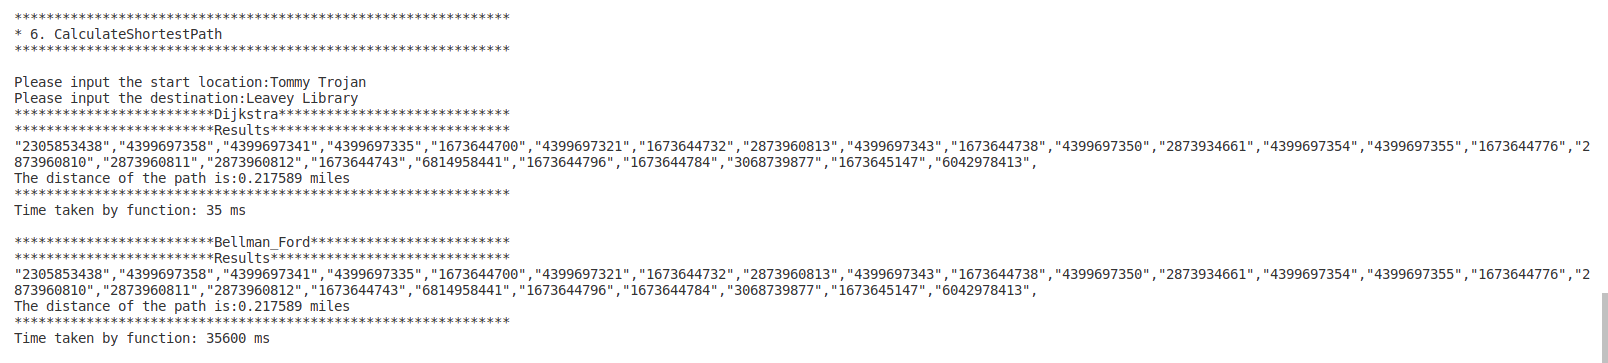 **************************************************************
* 6. CalculateShortestPath
**************************************************************
Please input the start location:Tommy Trojan
Please input the destination:Leavey Library
*************************Dijkstra*****************************
*************************Results******************************
"2305853438","4399697358","4399697341","4399697335","1673644700","4399697321","1673644732","2873960813","4399697343","1673644738","4399697350","2873934661","4399697354","4399697355","1673644776","2
873960810","2873960811","2873960812","1673644743","6814958441","1673644796","1673644784","3068739877","1673645147","6042978413",
The distance of the path is:0.217589 miles
**************************************************************
Time taken by function: 35 ms
*************************Bellman_Ford*************************
*************************Results******************************
"2305853438","4399697358","4399697341","4399697335","1673644700","4399697321","1673644732","2873960813","4399697343","1673644738","4399697350","2873934661","4399697354","4399697355","1673644776","2
873960810","2873960811","2873960812","1673644743","6814958441","1673644796","1673644784","3068739877","1673645147","6042978413",
The distance of the path is:0.217589 miles
**************************************************************
Time taken by function: 35600 ms